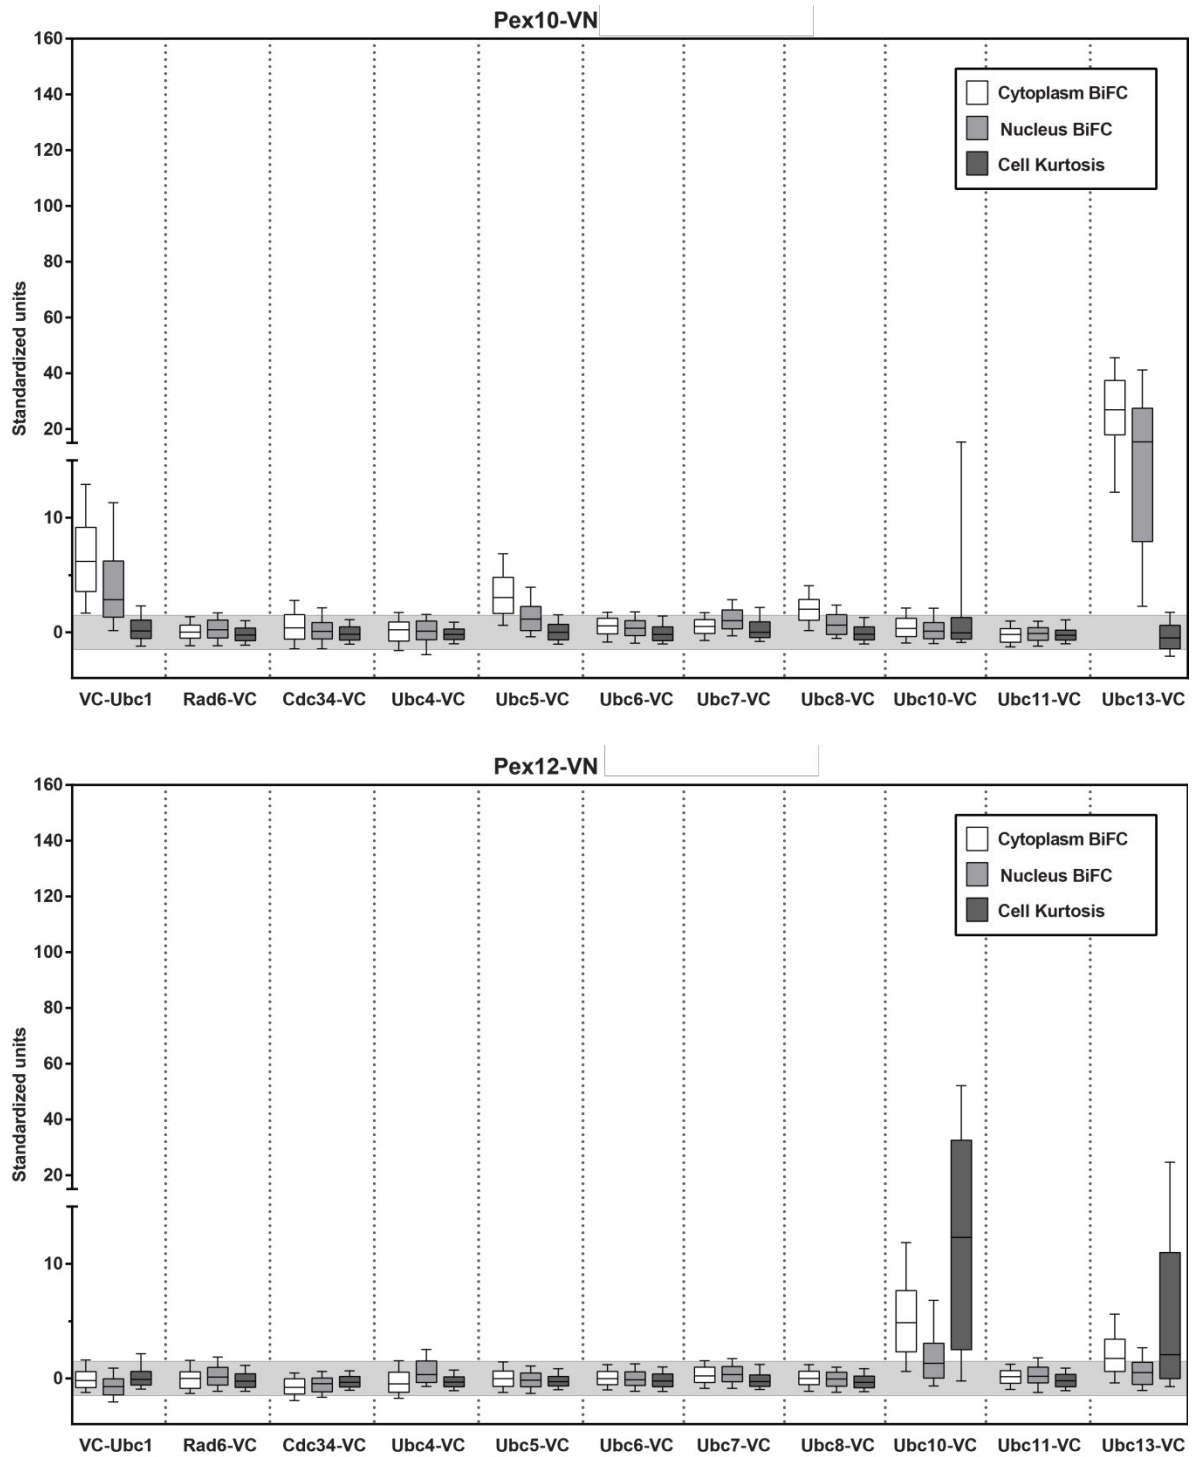 Pex10-VN
160
140
120
100
80
60
40
20
10
0
Standardized units
Cytoplasm BiFC
Nucleus BiFC
Cell Kurtosis
VC-Ubc1 Rad6-VC Cdc34-VC Ubc4-VC Ubc5-VC Ubc6-VC Ubc7-VC Ubc8-VC Ubc10-VC Ubc11-VC Ubc13-VC
Pex12-VN
160
140
120
100
80
60
40
20
10
0
Standardized units
Cytoplasm BiFC
Nucleus BiFC
Cell Kurtosis
VC-Ubc1 Rad6-VC Cdc34-VC Ubc4-VC Ubc5-VC Ubc6-VC Ubc7-VC Ubc8-VC Ubc10-VC Ubc11-VC Ubc13-VC